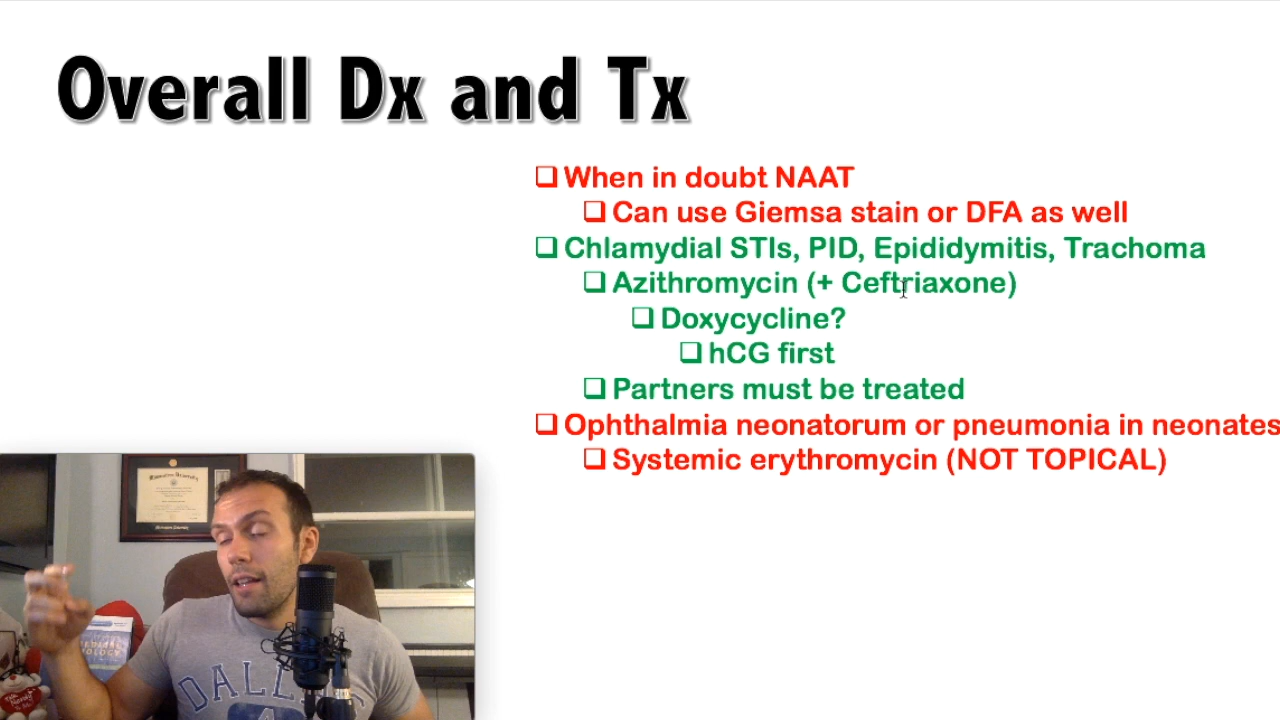 Overall Dx and Tx
When in doubt NAAT
Can use Giemsa stain or DFA as well
Chlamydial STIs, PID, Epididymitis, Trachoma
Azithromycin (+ Ceftriaxone)
Doxycycline?
hCG first
Partners must be treated
Ophthalmia neonatorum or pneumonia in neonates
Systemic erythromycin (NOT TOPICAL)